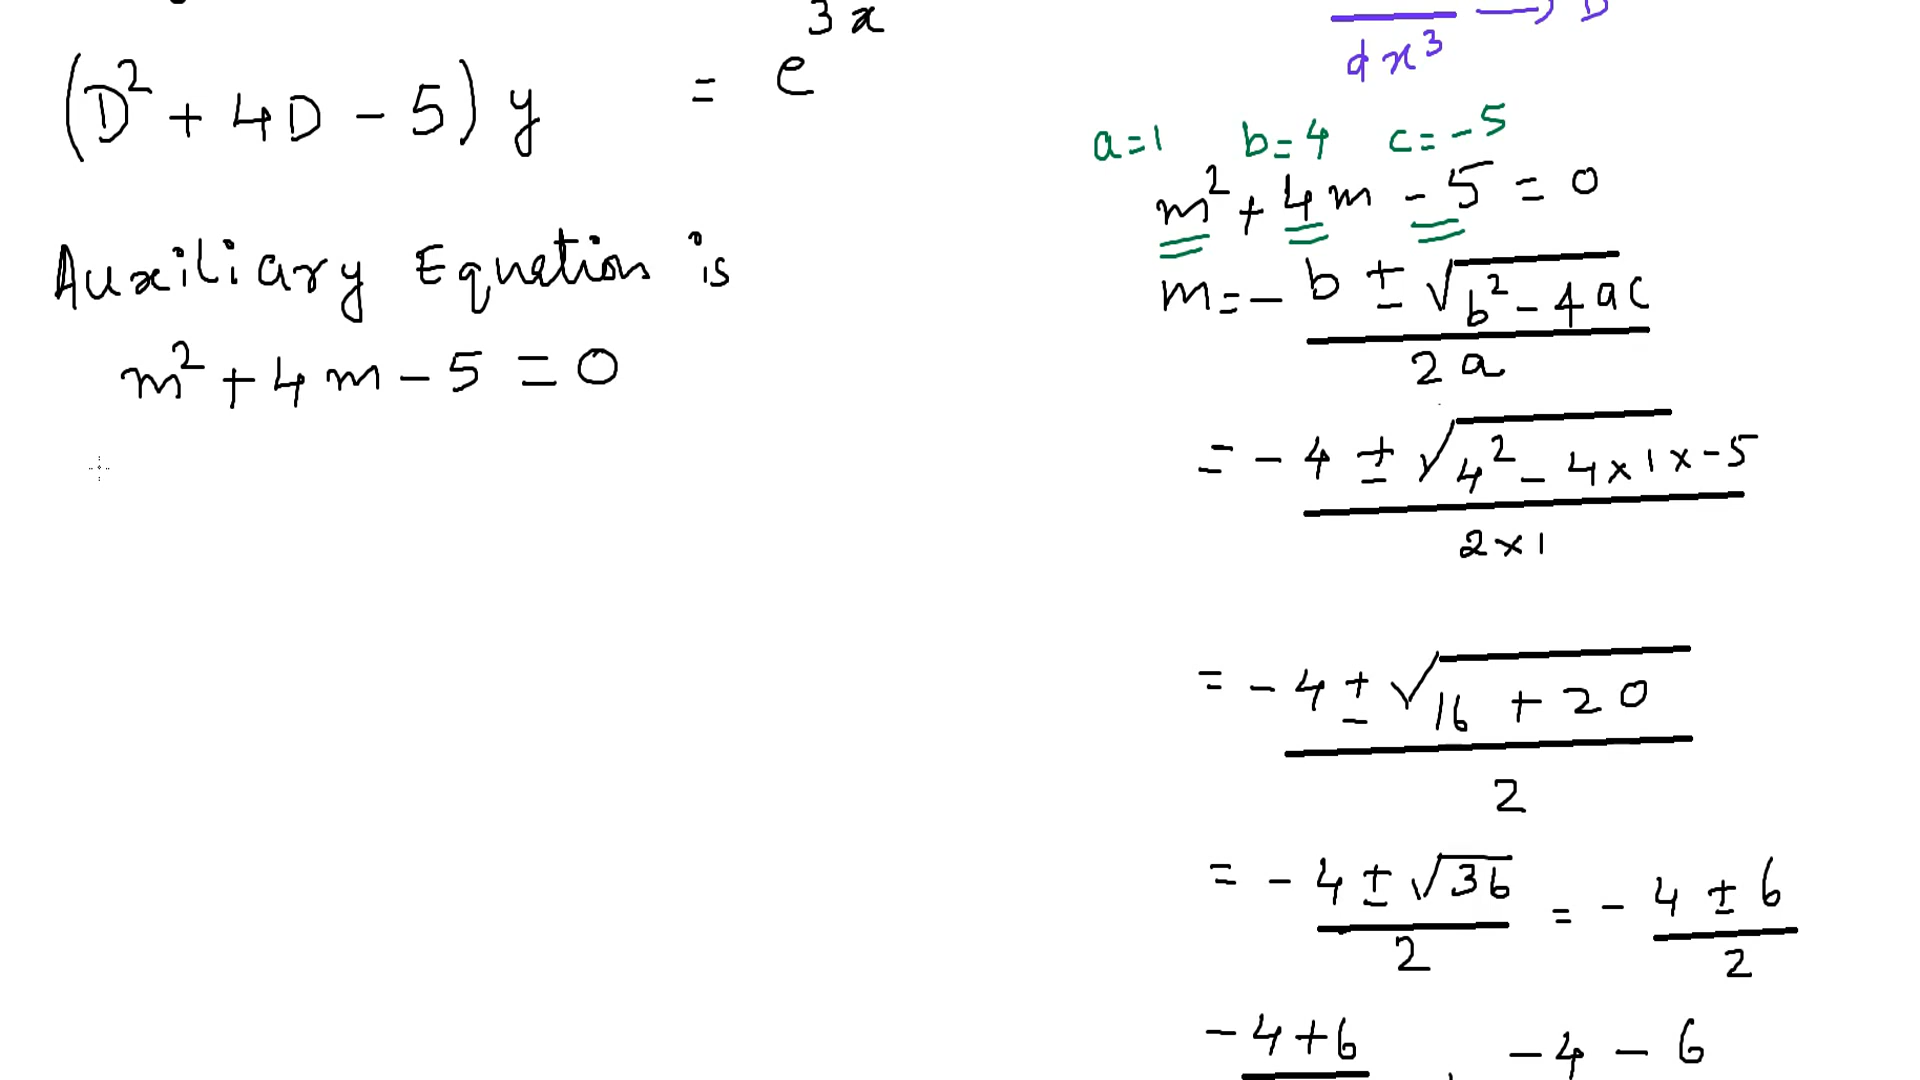 (D² + 4D - 5) y = e^{3x}
Auxiliary Equation is
m² + 4m - 5 = 0
dx³ → D
a=1 b=4 c=-5
m² + 4m - 5 = 0
m = - b ± √b² - 4ac
2a
= - 4 ± √4² - 4×1×-5
2×1
= - 4 ± √16 + 20
2
= - 4 ± √36 = - 4 ± 6
2 2
-4+6 -4 - 6